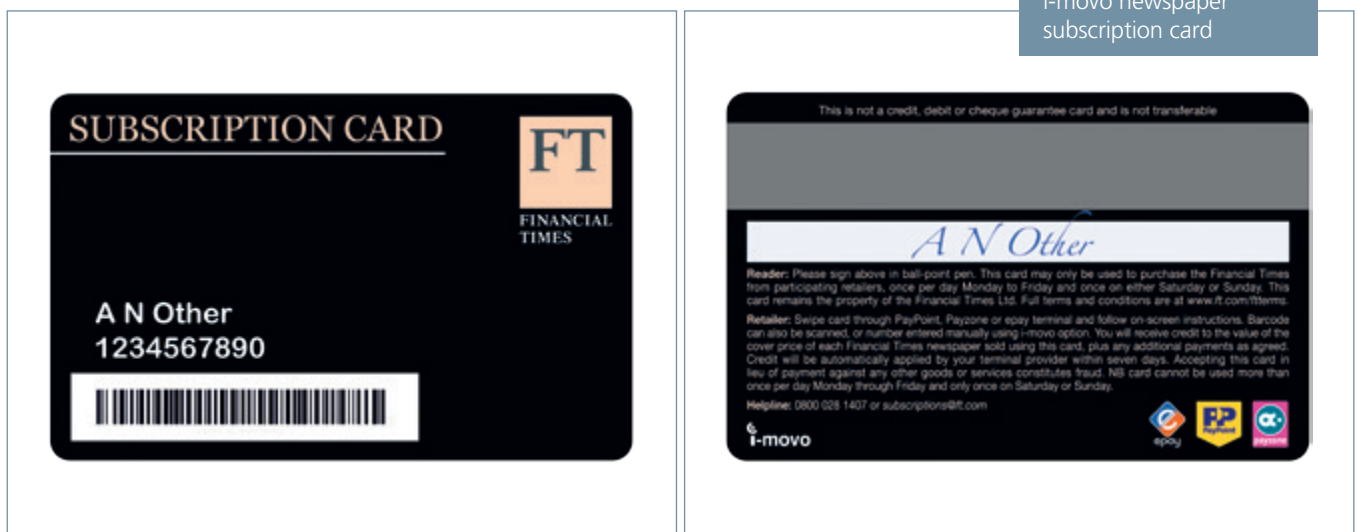 i-movo newspaper
subscription card
SUBSCRIPTION CARD
FT
FINANCIAL
TIMES
A N Other
1234567890
This is not a credit, debit or cheque guarantee card and is not transferable
A N Other
Reader: Please sign above in ball-point pen. This card may only be used to purchase the Financial Times
from participating retailers, once per day Monday to Friday and once on either Saturday or Sunday. This
card remains the property of the Financial Times Ltd. Full terms and conditions are at www.ft.com/ftterms.
Retailer: Swipe card through PayPoint, Payzone or epay terminal and follow on-screen instructions. Barcode
can also be scanned, or number entered manually using i-movo option. You will receive credit to the value of the
cover price of each Financial Times newspaper sold using this card, plus any additional payments as agreed.
Credit will be automatically applied by your terminal provider within seven days. Accepting this card in
lieu of payment against any other goods or services constitutes fraud. NB card cannot be used more than
once per day Monday through Friday and only once on Saturday or Sunday.
Helpline: 0800 028 1407 or subscriptions@ft.com
i-movo
epay
PP
PayPoint
payzone